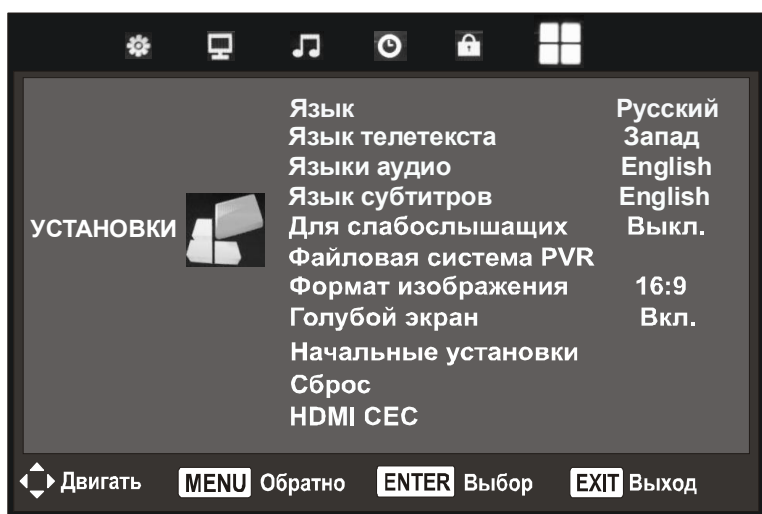 Язык Русский
Язык телетекста Запад
Языки аудио English
Язык субтитров English
УСТАНОВКИ Для слабослышащих Выкл.
Файловая система PVR
Формат изображения 16:9
Голубой экран Вкл.
Начальные установки
Сброс
HDMI CEC
Двигать MENU Обратно ENTER Выбор EXIT Выход